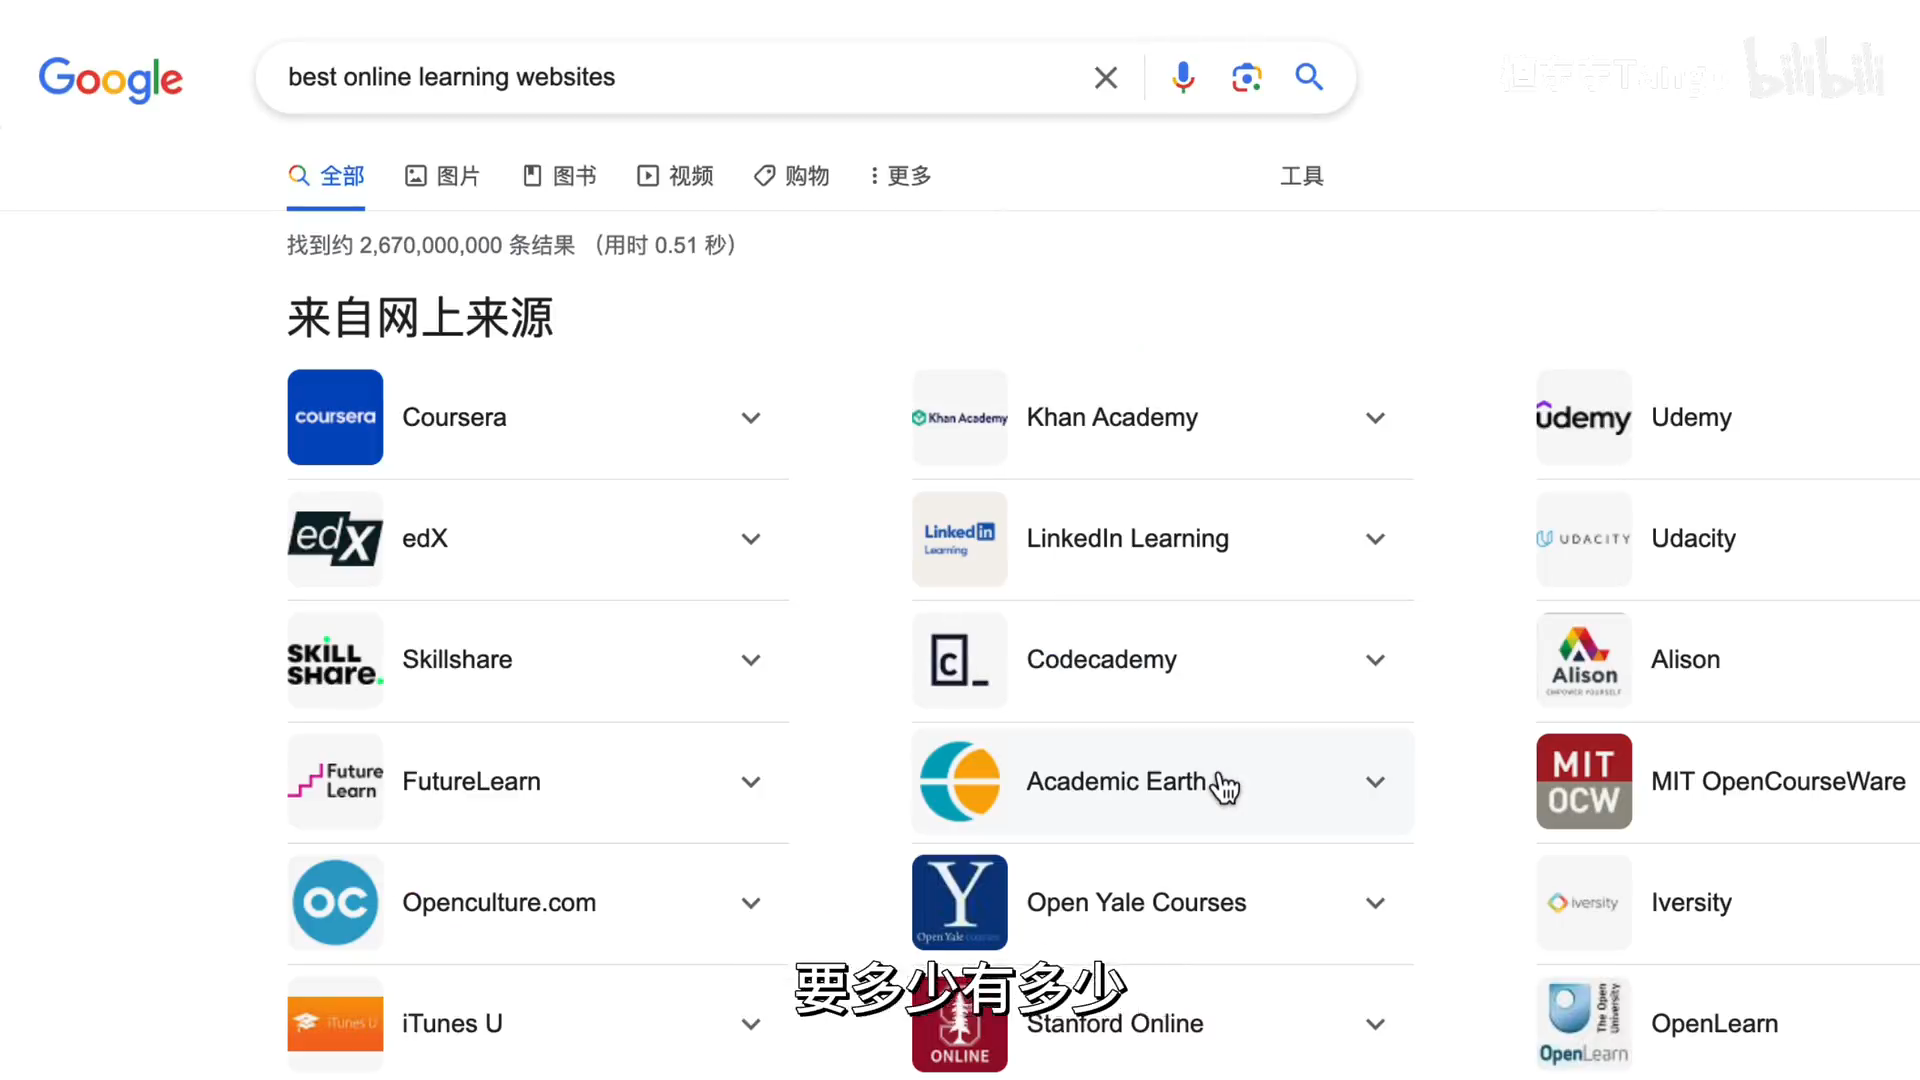 Google
best online learning websites
bilibili
全部
图片
图书
视频
购物
更多
工具
找到约 2,670,000,000 条结果 （用时 0.51 秒）
来自网上来源
coursera
Coursera
Khan Academy
Khan Academy
udemy
Udemy
edX
edX
Linked in
Learning
LinkedIn Learning
UDACITY
Udacity
SKILL
SHare.
Skillshare
C_
Codecademy
Alison
EMPOWER YOURSELF
Alison
Future
Learn
FutureLearn
Academic Earth
MIT
OCW
MIT OpenCourseWare
OC
Openculture.com
Y
Open Yale courses
Open Yale Courses
iversity
Iversity
iTunes U
iTunes U
S
ONLINE
Stanford Online
The Open
University
OpenLearn
OpenLearn
要多少有多少